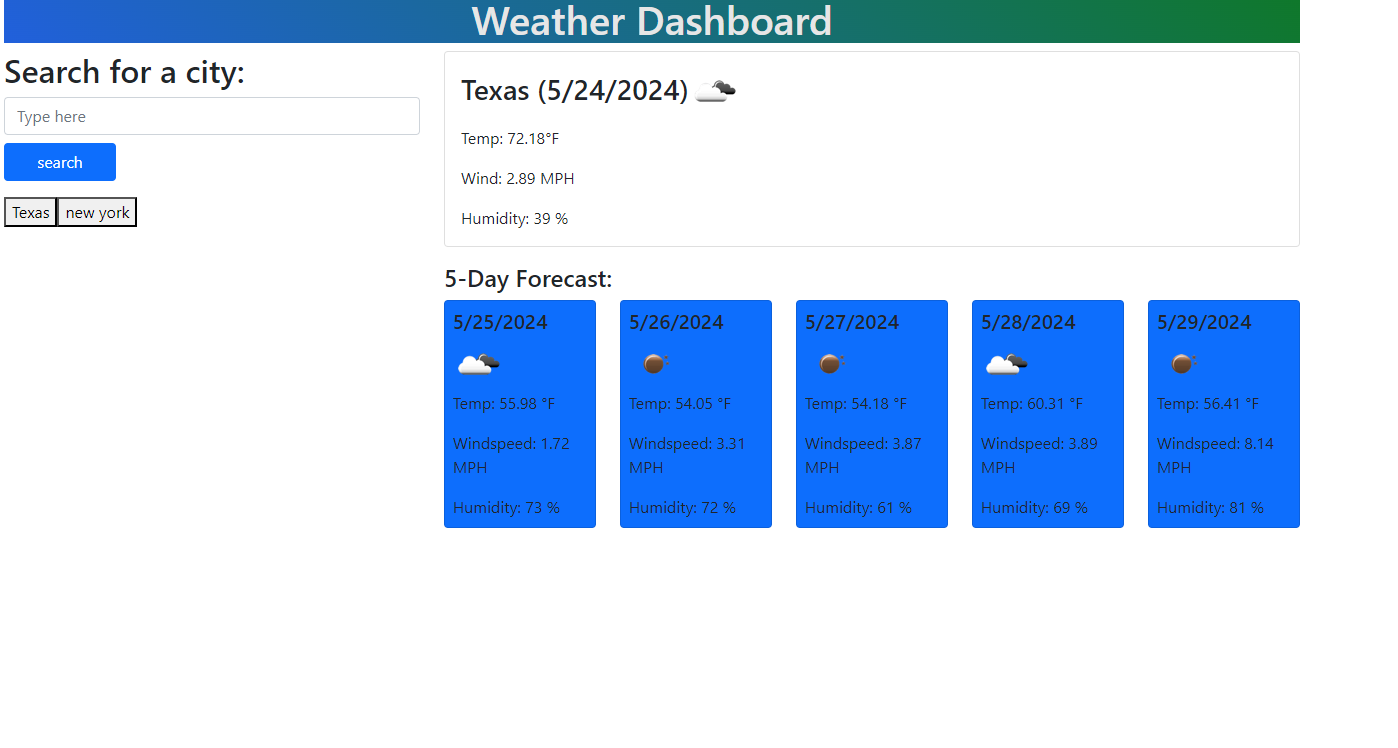 Weather Dashboard
Search for a city:
Type here
search
Texas new york
Texas (5/24/2024)
Temp: 72.18°F
Wind: 2.89 MPH
Humidity: 39 %
5-Day Forecast:
5/25/2024
Temp: 55.98 °F
Windspeed: 1.72
MPH
Humidity: 73 %
5/26/2024
Temp: 54.05 °F
Windspeed: 3.31
MPH
Humidity: 72 %
5/27/2024
Temp: 54.18 °F
Windspeed: 3.87
MPH
Humidity: 61 %
5/28/2024
Temp: 60.31 °F
Windspeed: 3.89
MPH
Humidity: 69 %
5/29/2024
Temp: 56.41 °F
Windspeed: 8.14
MPH
Humidity: 81 %